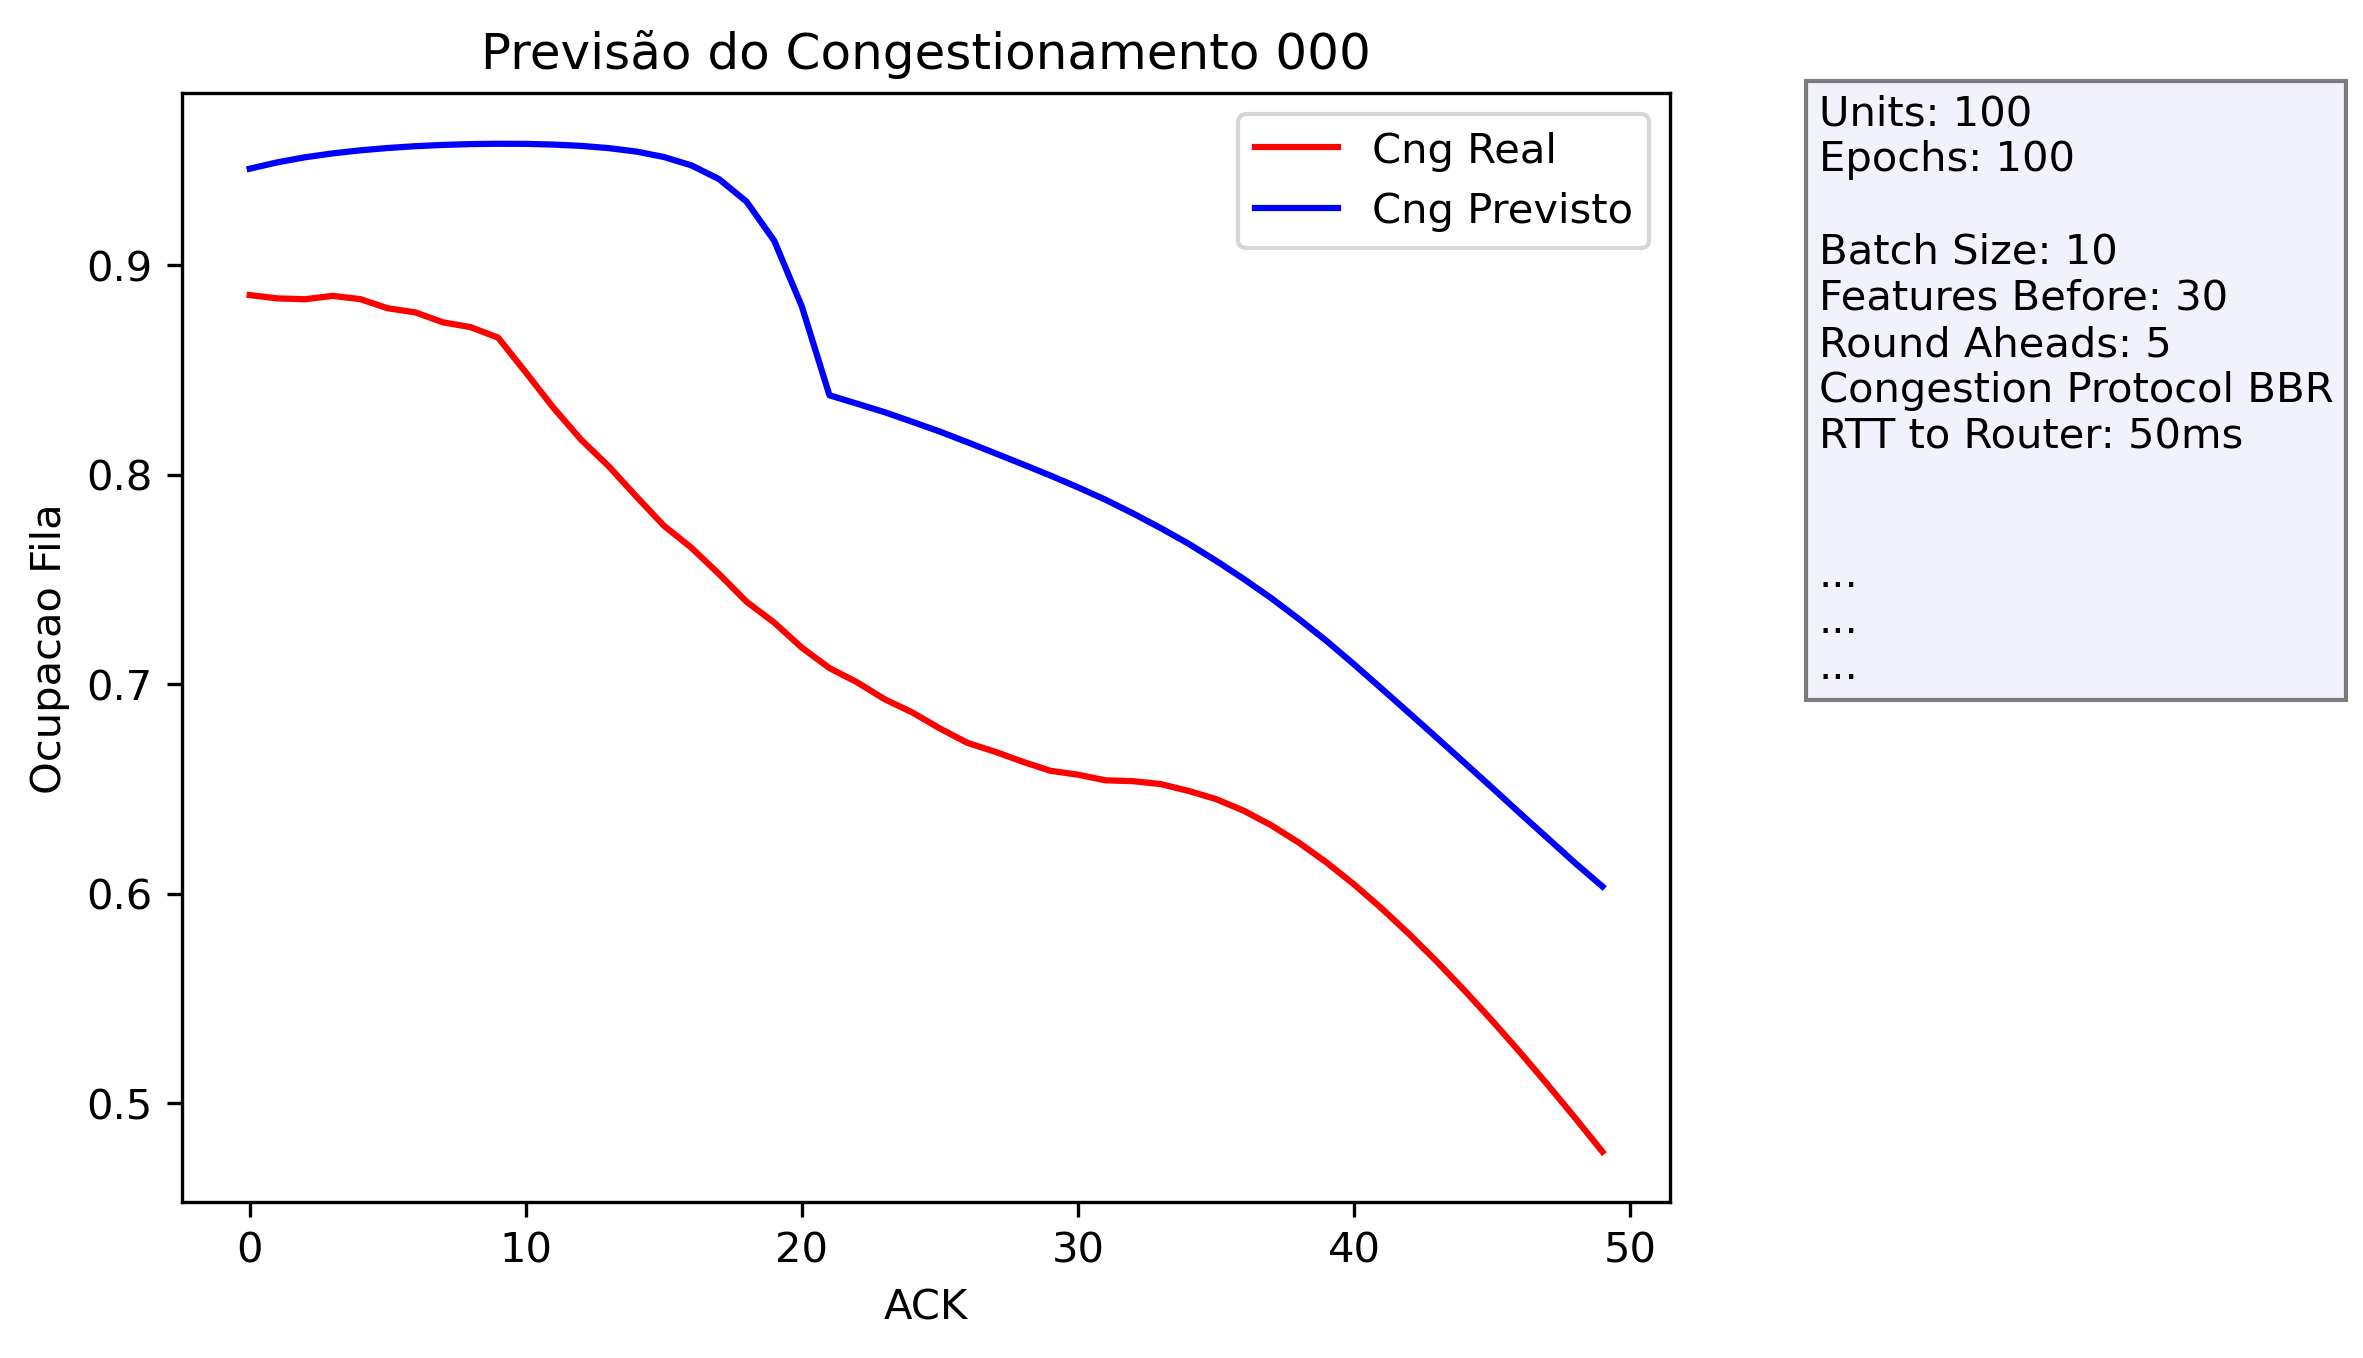 Previsão do Congestionamento 000
Cng Real
Cng Previsto
Ocupacao Fila
0.9
0.8
0.7
0.6
0.5
0
10
20
30
40
50
ACK
Units: 100
Epochs: 100
Batch Size: 10
Features Before: 30
Round Aheads: 5
Congestion Protocol BBR
RTT to Router: 50ms
...
...
...